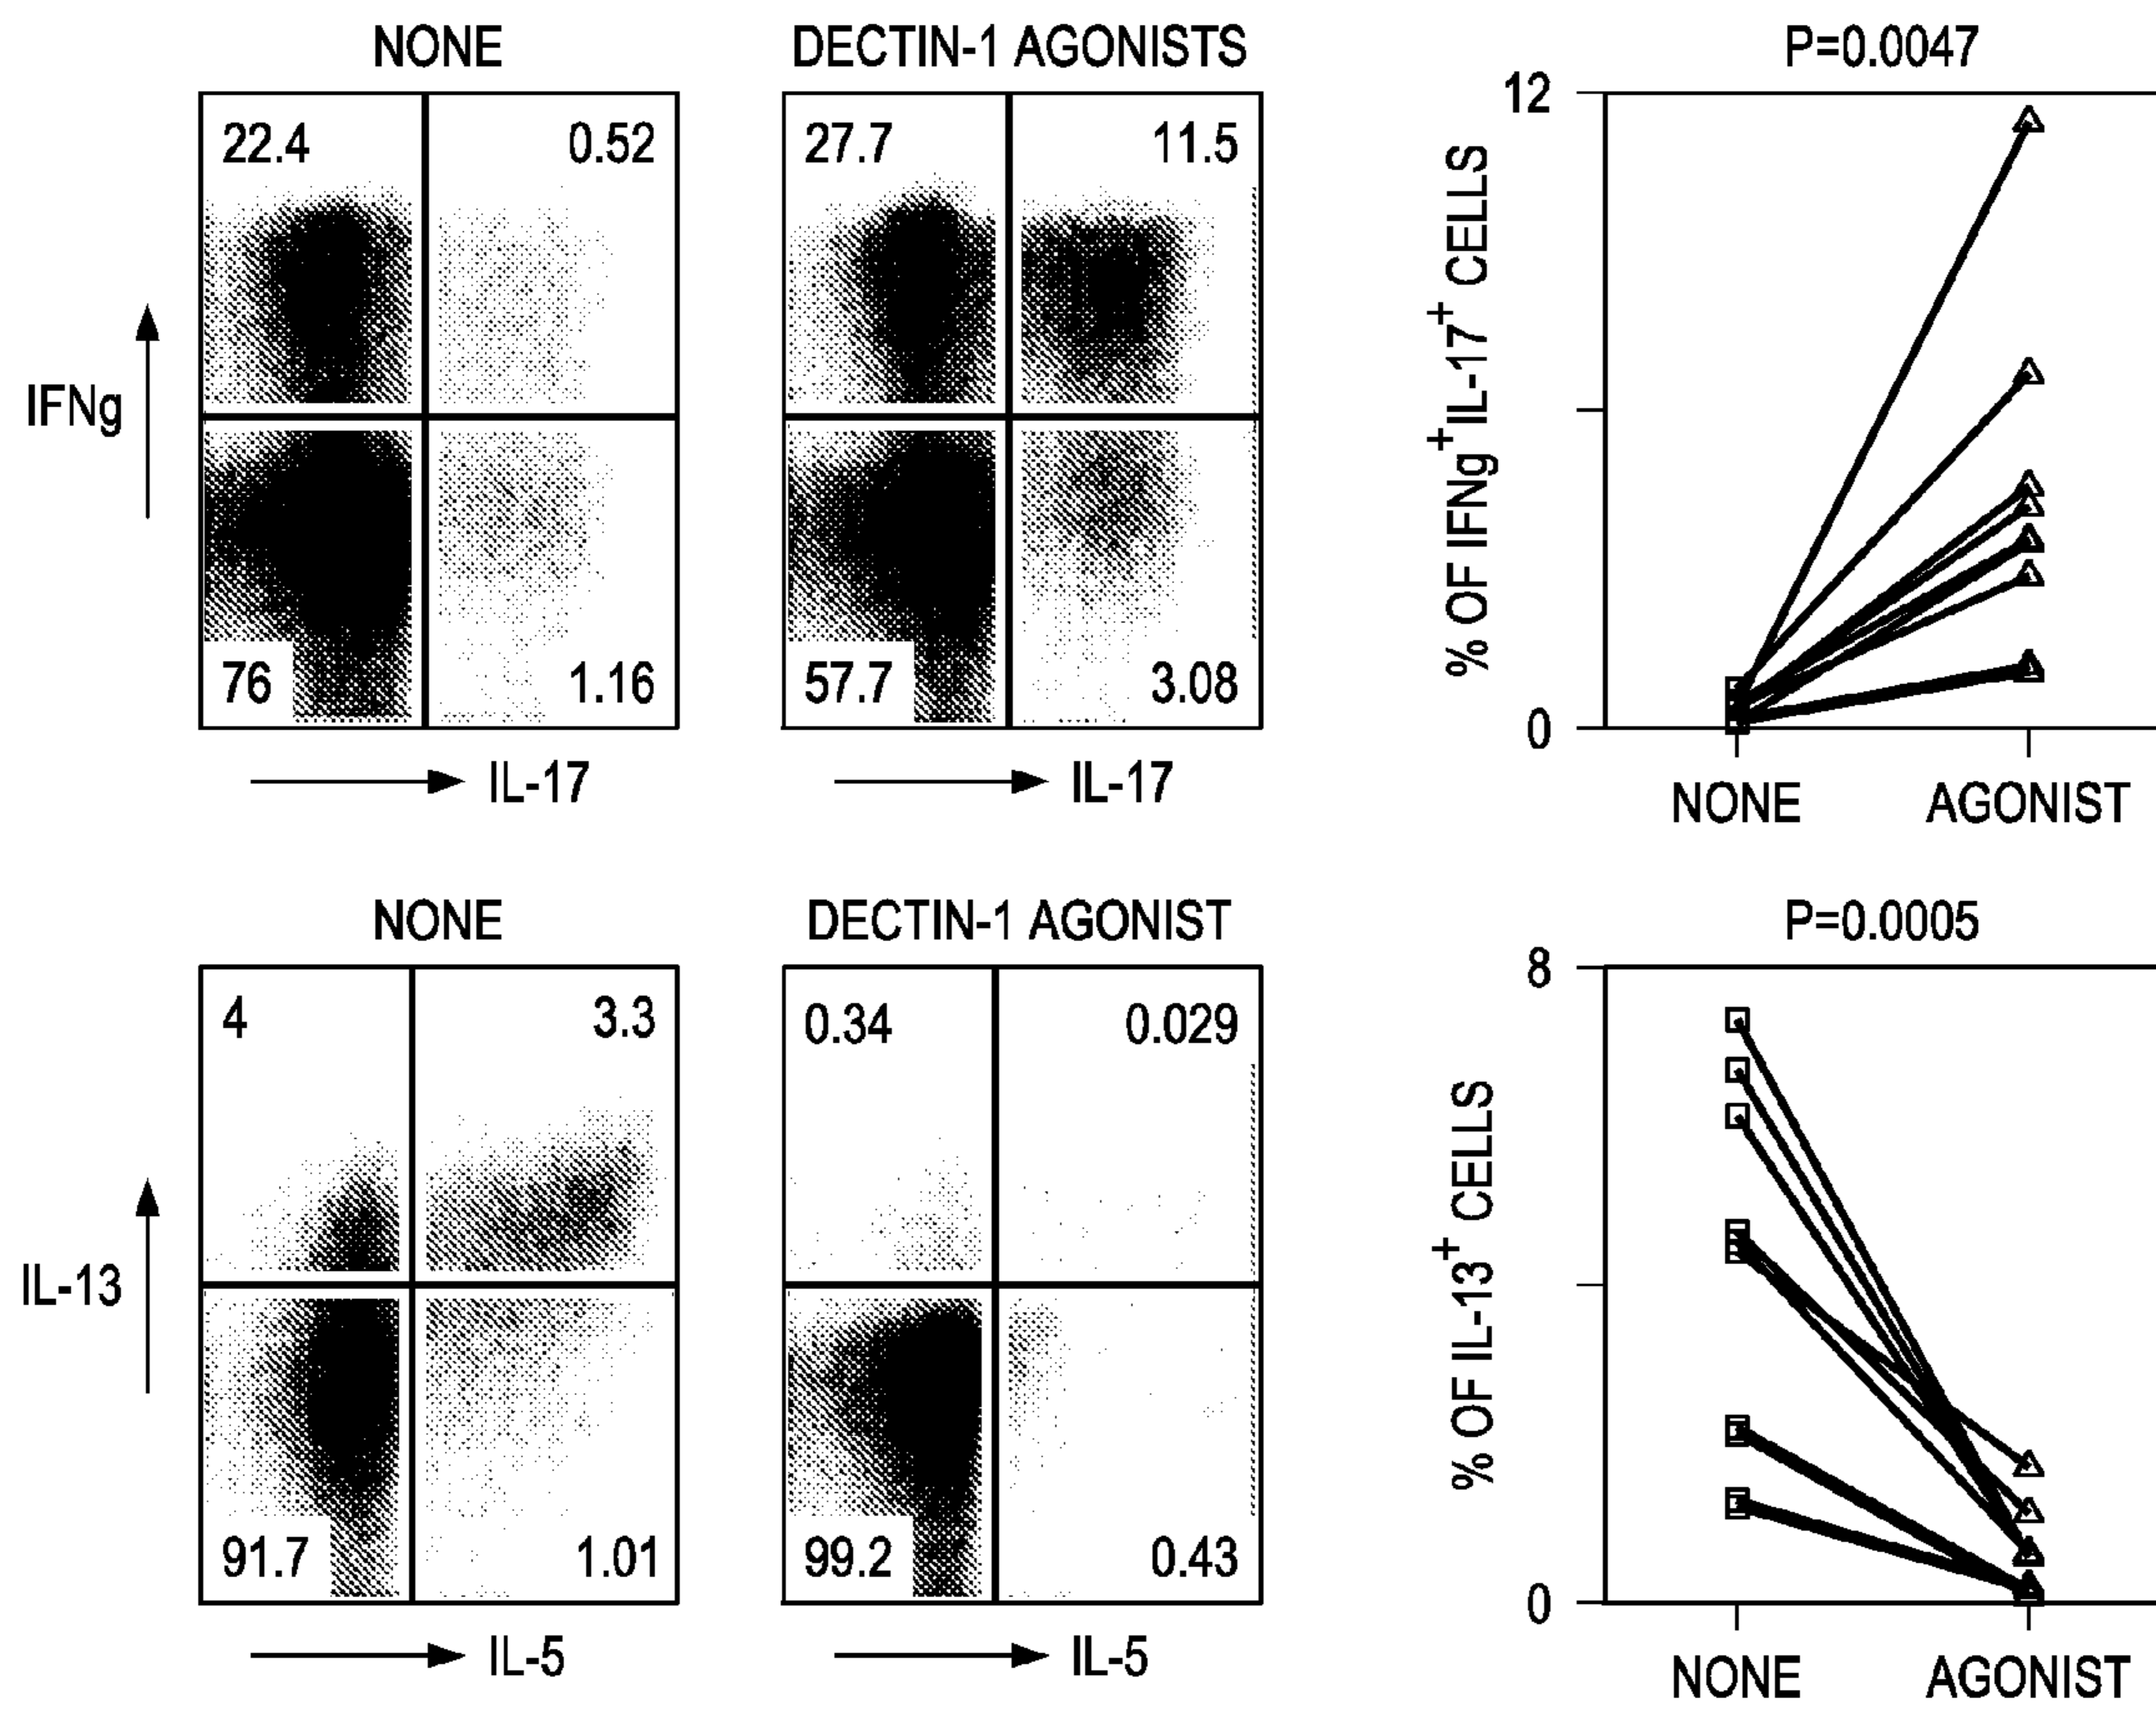 NONE
DECTIN-1 AGONISTS
P=0.0047
22.4
0.52
76
1.16
IFNg
IL-17
27.7
11.5
57.7
3.08
IL-17
12
0
% OF IFNg+IL-17+ CELLS
NONE
AGONIST
NONE
DECTIN-1 AGONIST
P=0.0005
4
3.3
91.7
1.01
IL-13
IL-5
0.34
0.029
99.2
0.43
IL-5
8
0
% OF IL-13+ CELLS
NONE
AGONIST